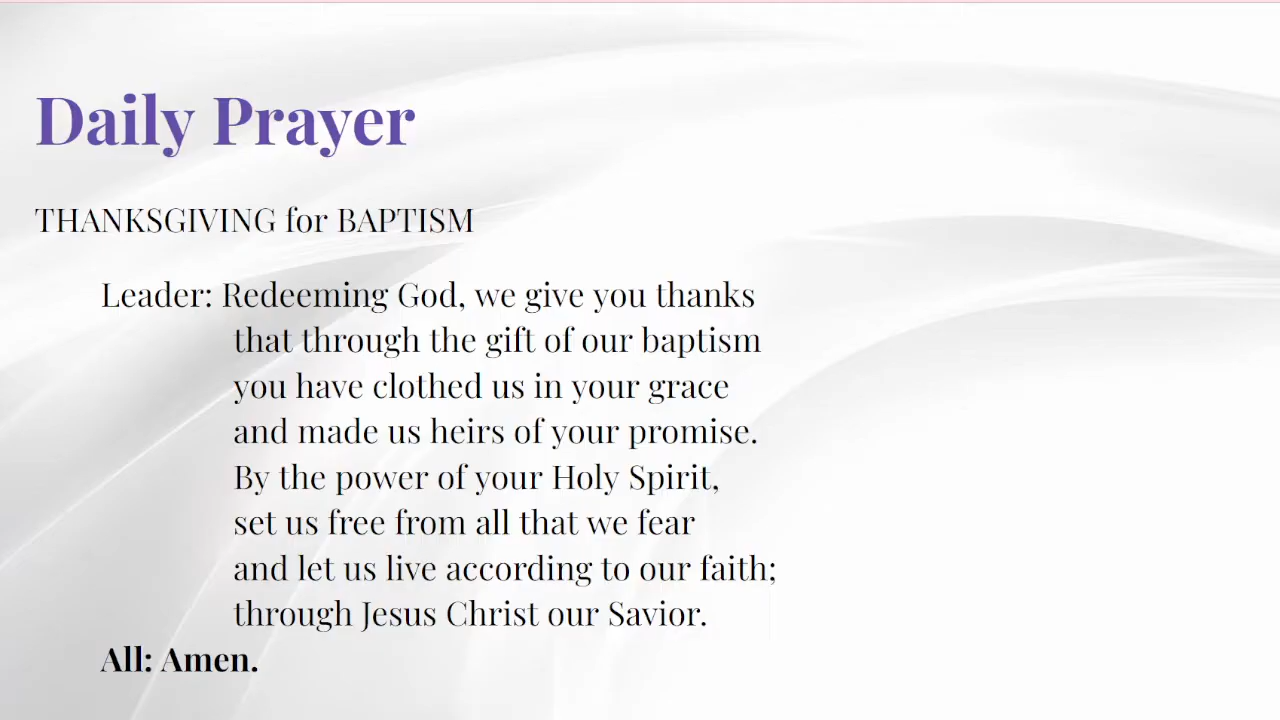 Daily Prayer
THANKSGIVING for BAPTISM
Leader: Redeeming God, we give you thanks
that through the gift of our baptism
you have clothed us in your grace
and made us heirs of your promise.
By the power of your Holy Spirit,
set us free from all that we fear
and let us live according to our faith;
through Jesus Christ our Savior.
All: Amen.